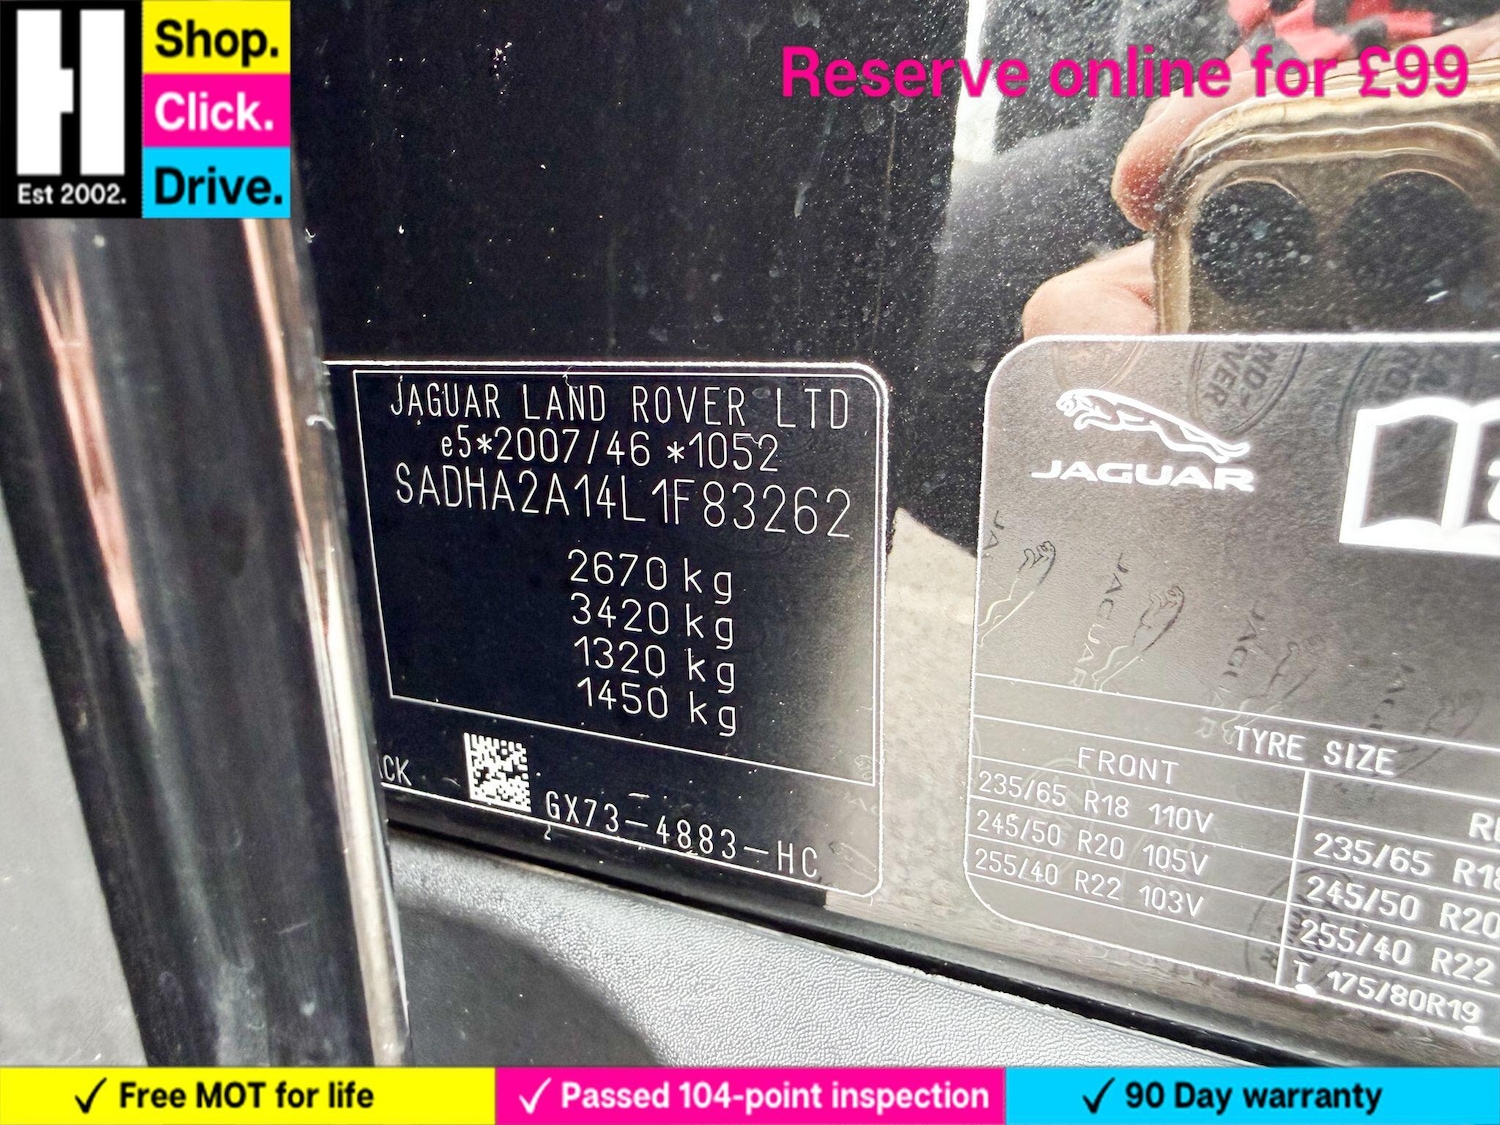 Shop.
Click.
Drive.
Est 2002.
Reserve online for £99
JAGUAR LAND ROVER LTD
e5*2007/46 *1052
SADHA2A14L1F83262
2670 kg
3420 kg
1320 kg
1450 kg
GX73-4883-HC
JAGUAR
TYRE SIZE
FRONT
235/65 R18 110V
245/50 R20 105V
255/40 R22 103V
235/65 R18
245/50 R20
255/40 R22
T 175/80R19
✓ Free MOT for life
✓ Passed 104-point inspection
✓ 90 Day warranty